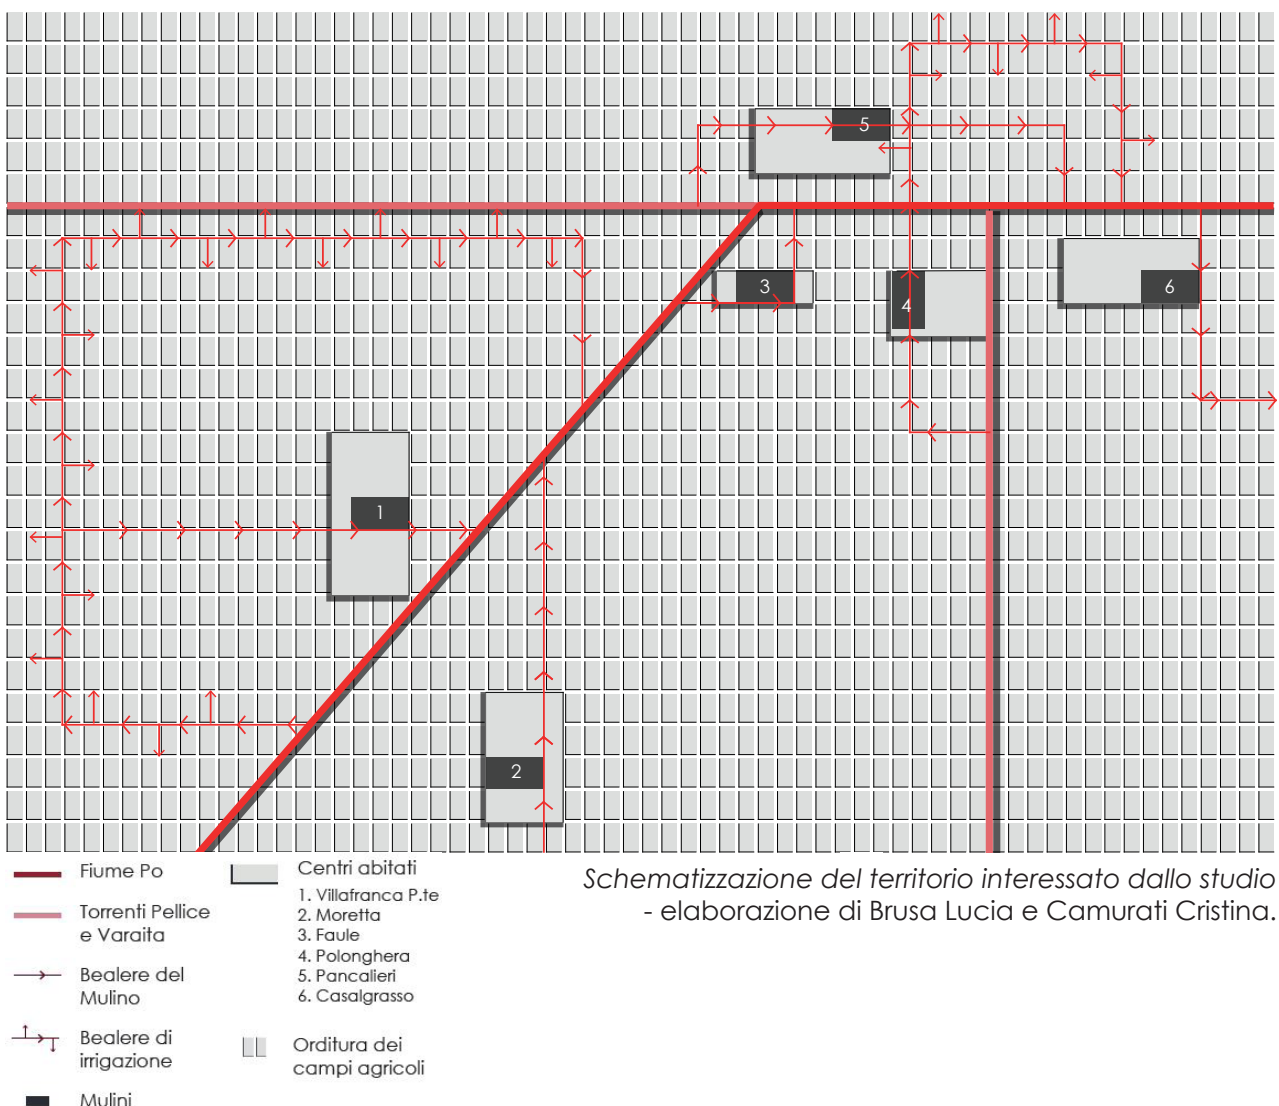 5
3
4
6
1
2
Fiume Po
Torrenti Pellice
e Varaita
Bealere del
Mulino
Bealere di
irrigazione
Mulini
Centri abitati
1. Villafranca P.te
2. Moretta
3. Faule
4. Polonghera
5. Pancalieri
6. Casalgrasso
Orditura dei
campi agricoli
Schematizzazione del territorio interessato dallo studio
- elaborazione di Brusa Lucia e Camurati Cristina.